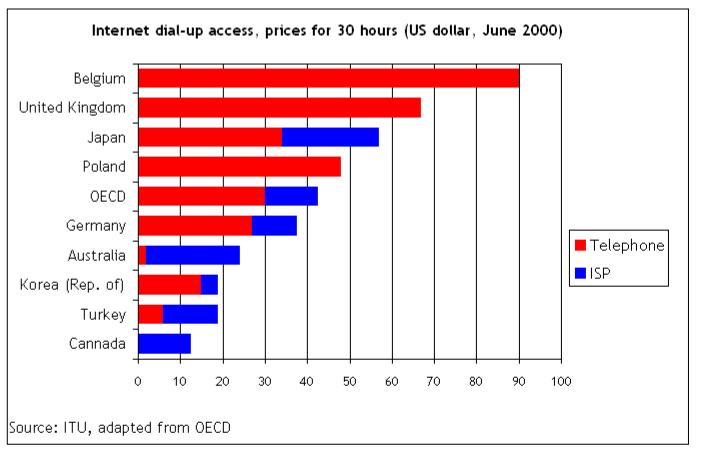 Internet dial-up access, prices for 30 hours (US dollar, June 2000)
Belgium
United Kingdom
Japan
Poland
OECD
Germany
Australia
Korea (Rep. of)
Turkey
Cannada
0 10 20 30 40 50 60 70 80 90 100
Telephone
ISP
Source: ITU, adapted from OECD